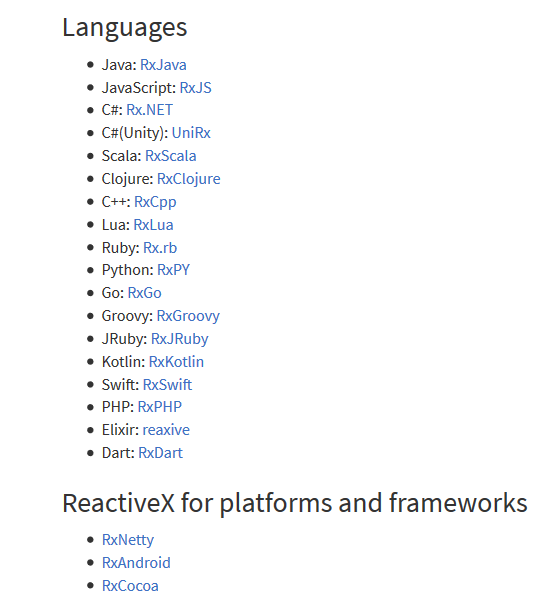 Languages
Java: RxJava
JavaScript: RxJS
C#: Rx.NET
C#(Unity): UniRx
Scala: RxScala
Clojure: RxClojure
C++: RxCpp
Lua: RxLua
Ruby: Rx.rb
Python: RxPY
Go: RxGo
Groovy: RxGroovy
JRuby: RxJRuby
Kotlin: RxKotlin
Swift: RxSwift
PHP: RxPHP
Elixir: reaxive
Dart: RxDart
ReactiveX for platforms and frameworks
RxNetty
RxAndroid
RxCocoa